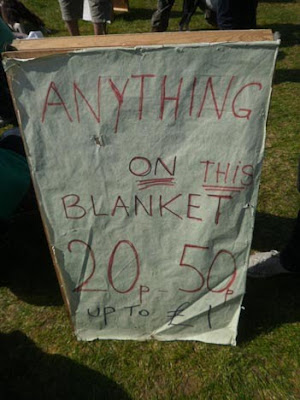 ANYTHING
ON THIS
BLANKET
20p - 50p
UP TO £1